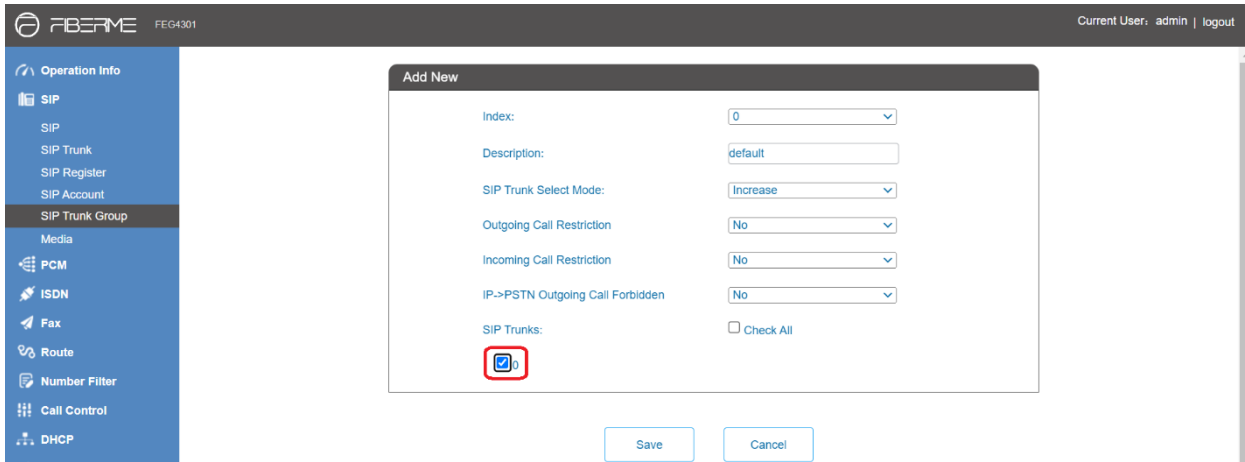 FIBERME FEG4301
Current User: admin | logout
Operation Info
SIP
SIP
SIP Trunk
SIP Register
SIP Account
SIP Trunk Group
Media
PCM
ISDN
Fax
Route
Number Filter
Call Control
DHCP
Add New
Index: 0
Description: default
SIP Trunk Select Mode: Increase
Outgoing Call Restriction No
Incoming Call Restriction No
IP->PSTN Outgoing Call Forbidden No
SIP Trunks: Check All
0
Save Cancel